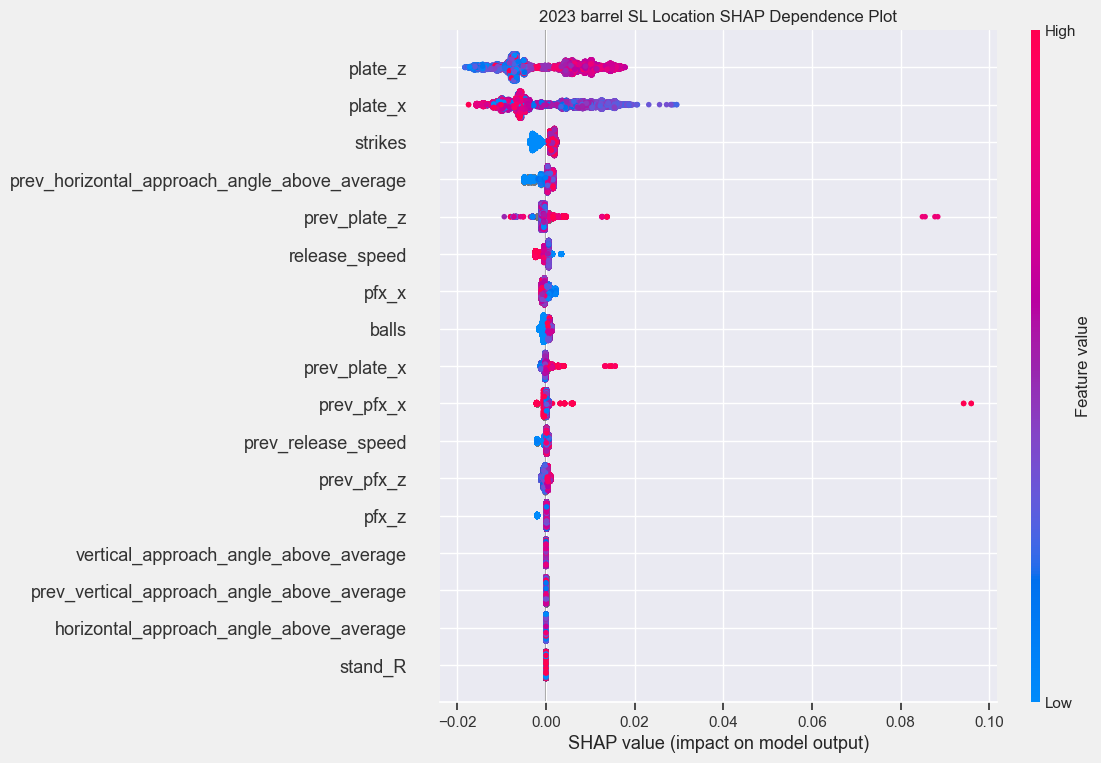 2023 barrel SL Location SHAP Dependence Plot
High
plate_z
plate_x
strikes
prev_horizontal_approach_angle_above_average
prev_plate_z
release_speed
pfx_x
balls
prev_plate_x
prev_pfx_x
prev_release_speed
prev_pfx_z
pfx_z
vertical_approach_angle_above_average
prev_vertical_approach_angle_above_average
horizontal_approach_angle_above_average
stand_R
Feature value
Low
−0.02 0.00 0.02 0.04 0.06 0.08 0.10
SHAP value (impact on model output)